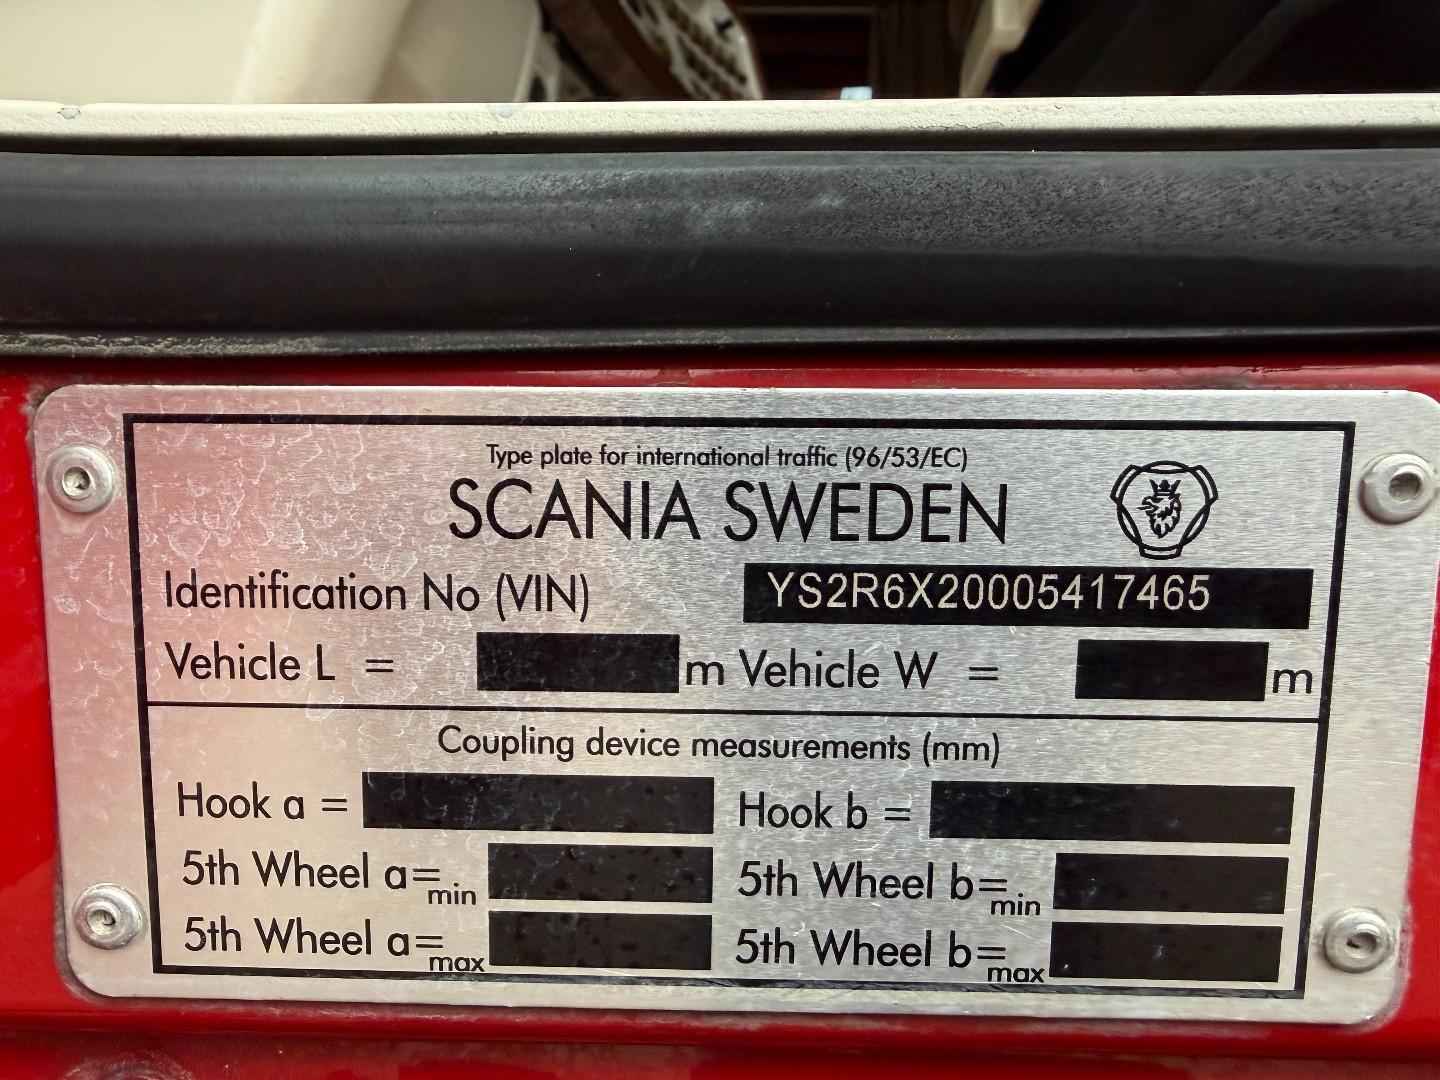 Type plate for international traffic (96/53/EC)
SCANIA SWEDEN
Identification No (VIN) YS2R6X20005417465
Vehicle L = m Vehicle W = m
Coupling device measurements (mm)
Hook a = Hook b =
5th Wheel a= min 5th Wheel b= min
5th Wheel a= max 5th Wheel b= max